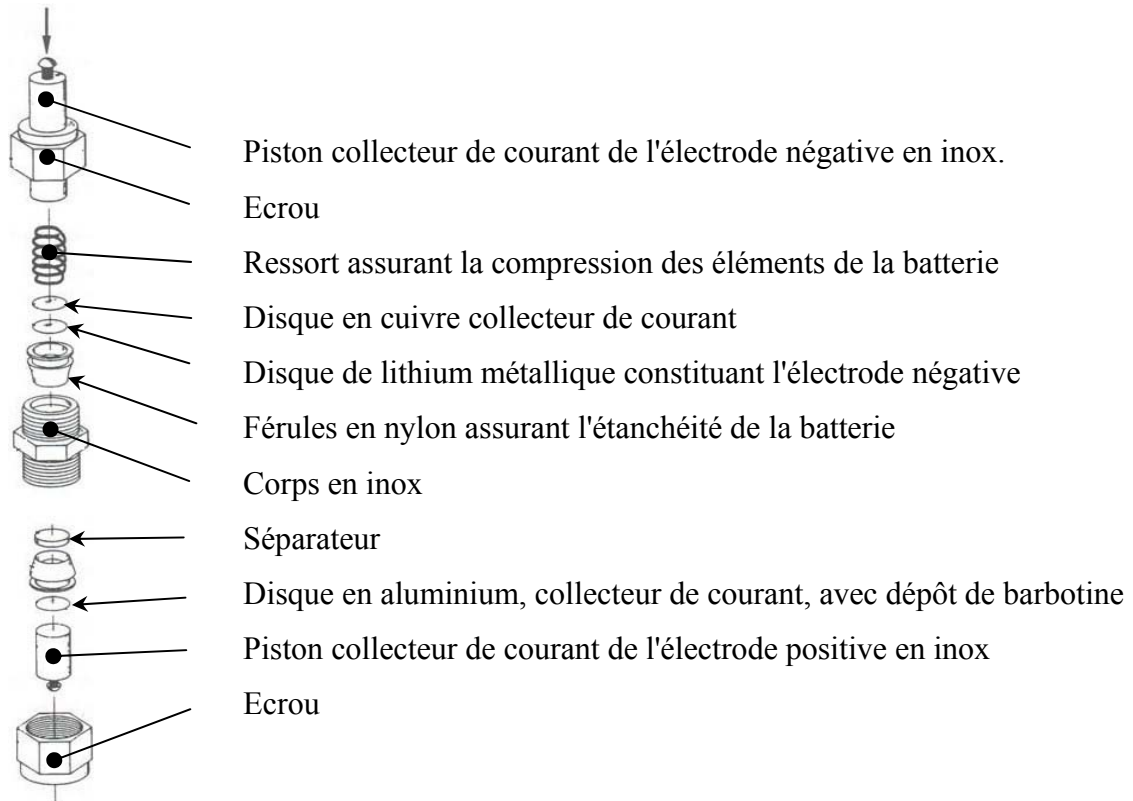 Piston collecteur de courant de l'électrode négative en inox.
Ecrou
Ressort assurant la compression des éléments de la batterie
Disque en cuivre collecteur de courant
Disque de lithium métallique constituant l'électrode négative
Férules en nylon assurant l'étanchéité de la batterie
Corps en inox
Séparateur
Disque en aluminium, collecteur de courant, avec dépôt de barbotine
Piston collecteur de courant de l'électrode positive en inox
Ecrou